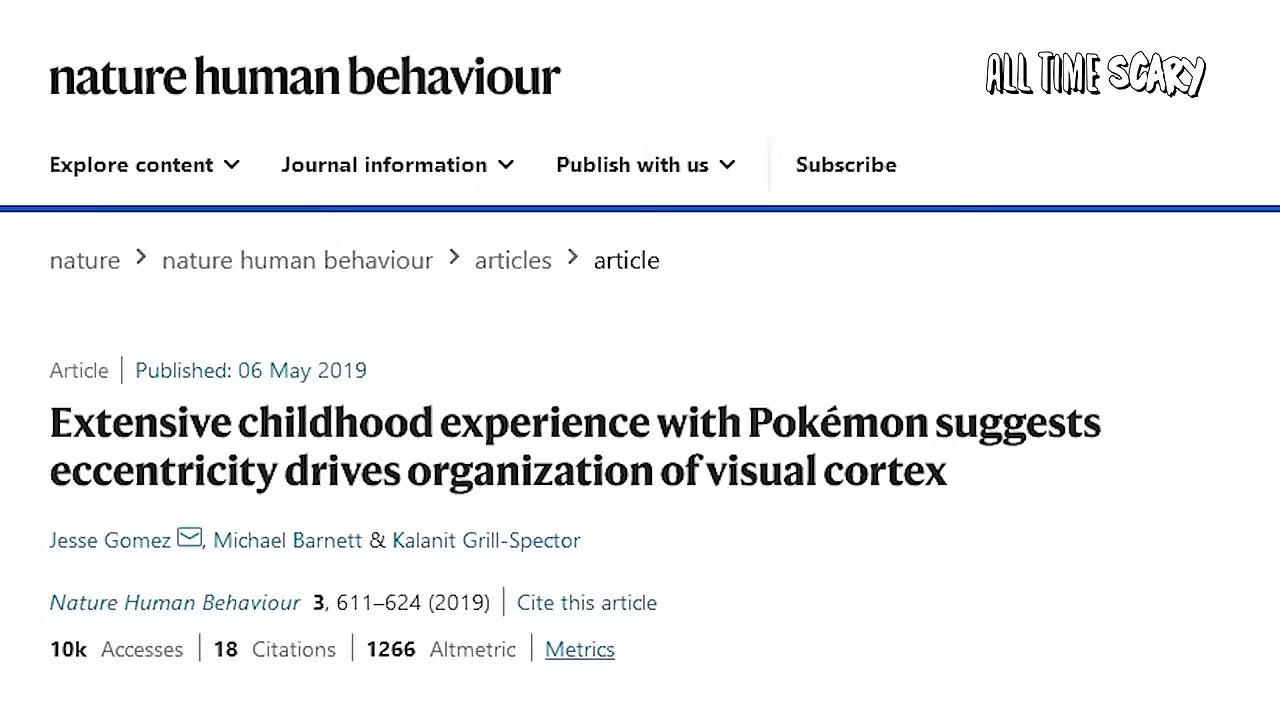 nature human behaviour
ALL TIME SCARY
Explore content Journal information Publish with us Subscribe
nature > nature human behaviour > articles > article
Article | Published: 06 May 2019
Extensive childhood experience with Pokémon suggests
eccentricity drives organization of visual cortex
Jesse Gomez, Michael Barnett & Kalanit Grill-Spector
Nature Human Behaviour 3, 611–624 (2019) | Cite this article
10k Accesses | 18 Citations | 1266 Altmetric | Metrics